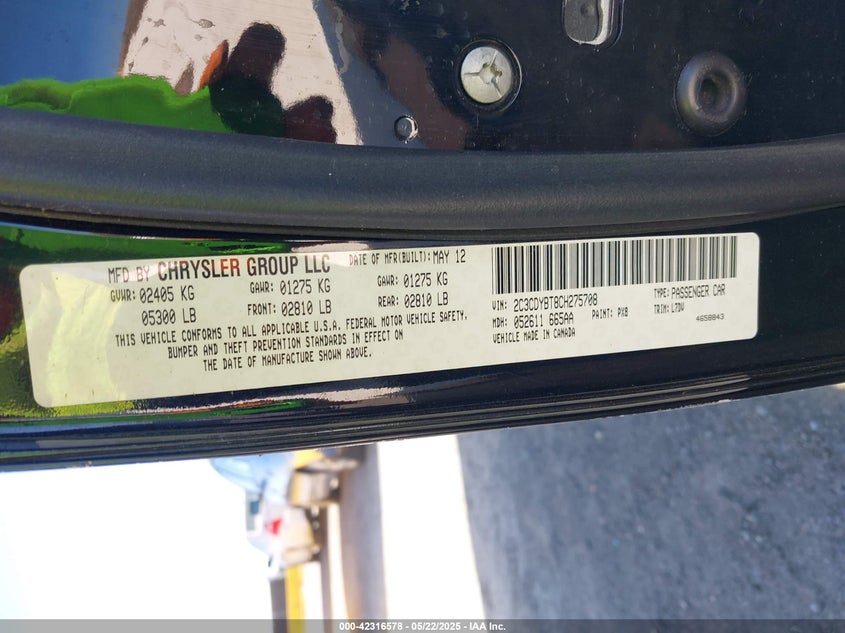 MFD BY CHRYSLER GROUP LLC
DATE OF MFR(BUILT): MAY 12
GVWR: 02405 KG
GAWR: 01275 KG
GAWR: 01275 KG
05300 LB
FRONT: 02810 LB
REAR: 02810 LB
THIS VEHICLE CONFORMS TO ALL APPLICABLE U.S.A. FEDERAL MOTOR VEHICLE SAFETY,
BUMPER AND THEFT PREVENTION STANDARDS IN EFFECT ON
THE DATE OF MANUFACTURE SHOWN ABOVE.
VIN: 2C3CDYBT8CH275708
TYPE: PASSENGER CAR
MDH: 052611 665AA
PAINT: PX8
TRIM: L7DV
VEHICLE MADE IN CANADA
4658843
000-42316578 - 05/22/2025 - IAA Inc.